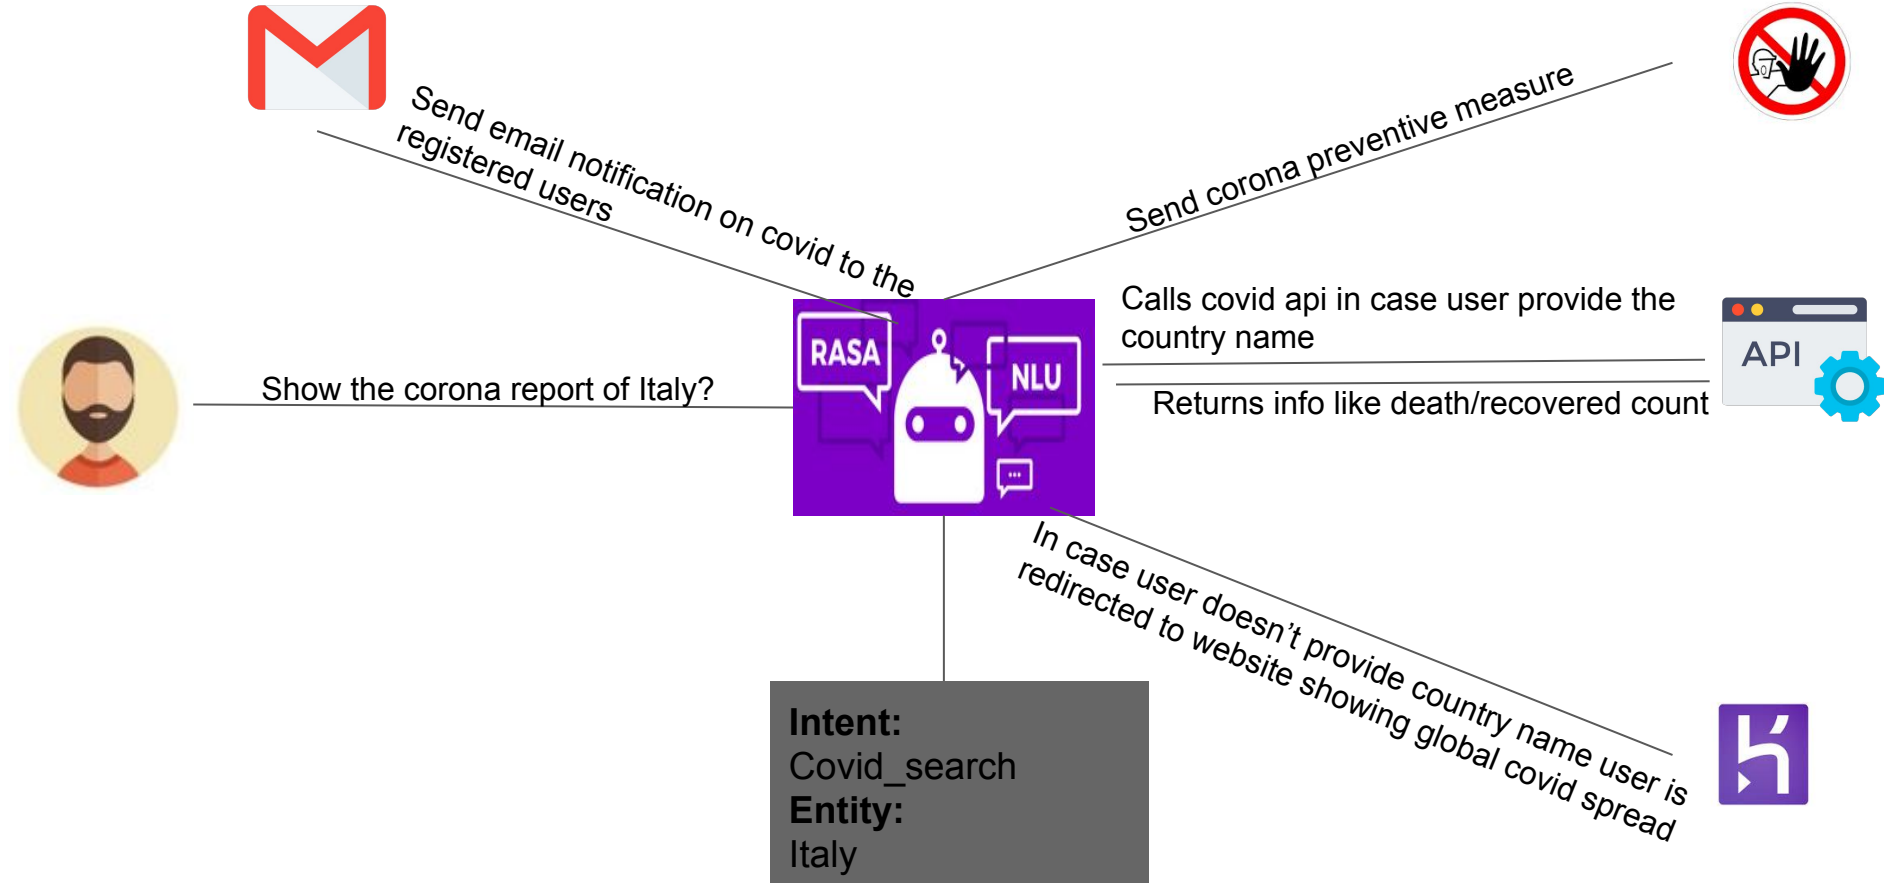 Send email notification on covid to the
registered users
Send corona preventive measure
Calls covid api in case user provide the
country name
API
Returns info like death/recovered count
Show the corona report of Italy?
RASA
NLU
In case user doesn’t provide country name user is
redirected to website showing global covid spread
Intent:
Covid_search
Entity:
Italy